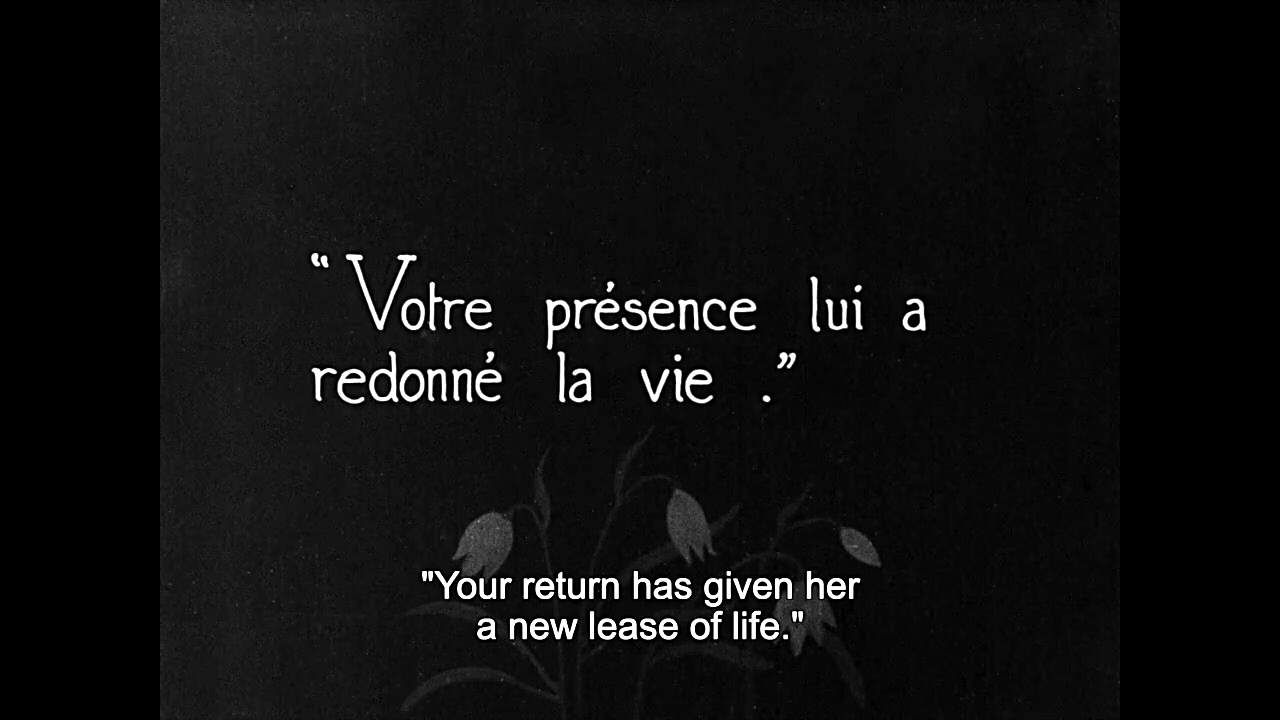 “ Votre présence lui a
redonné la vie .”
"Your return has given her
a new lease of life."